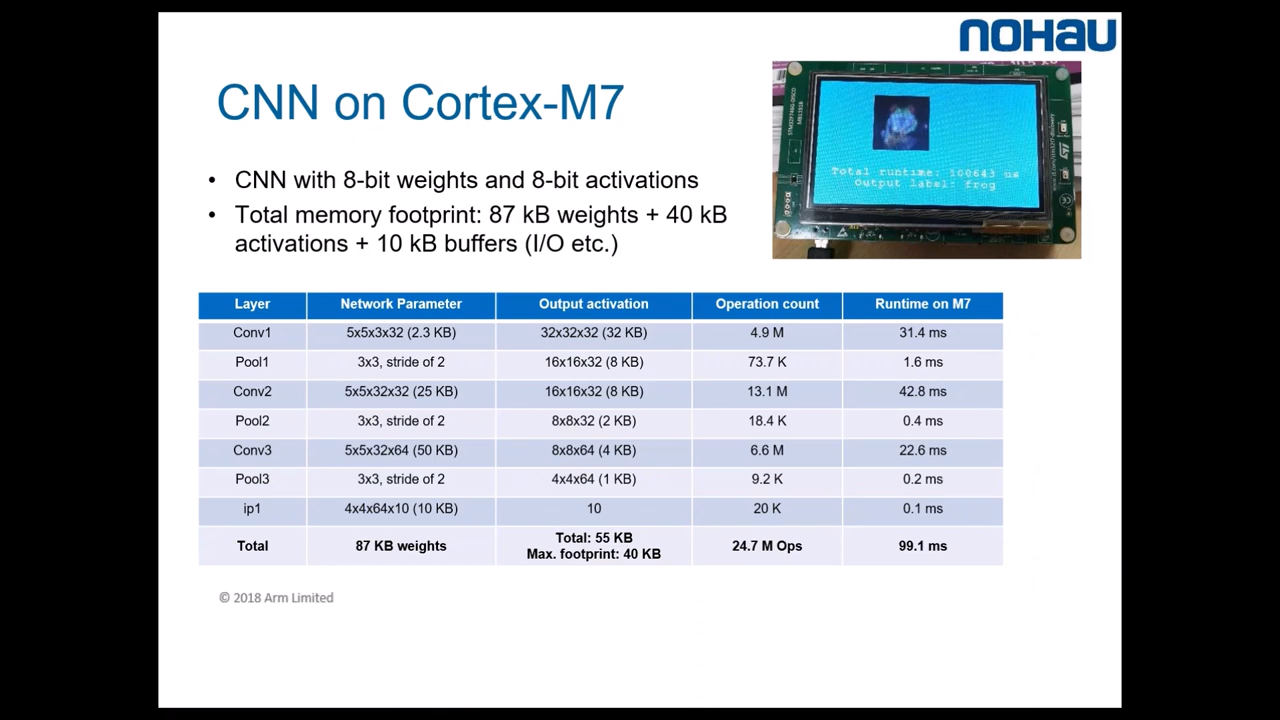 nohau
CNN on Cortex-M7
• CNN with 8-bit weights and 8-bit activations
• Total memory footprint: 87 kB weights + 40 kB
activations + 10 kB buffers (I/O etc.)
Total runtime: 100643 us
Output label: frog
Layer Network Parameter Output activation Operation count Runtime on M7
Conv1 5x5x3x32 (2.3 KB) 32x32x32 (32 KB) 4.9 M 31.4 ms
Pool1 3x3, stride of 2 16x16x32 (8 KB) 73.7 K 1.6 ms
Conv2 5x5x32x32 (25 KB) 16x16x32 (8 KB) 13.1 M 42.8 ms
Pool2 3x3, stride of 2 8x8x32 (2 KB) 18.4 K 0.4 ms
Conv3 5x5x32x64 (50 KB) 8x8x64 (4 KB) 6.6 M 22.6 ms
Pool3 3x3, stride of 2 4x4x64 (1 KB) 9.2 K 0.2 ms
ip1 4x4x64x10 (10 KB) 10 20 K 0.1 ms
Total 87 KB weights Total: 55 KB Max. footprint: 40 KB 24.7 M Ops 99.1 ms
© 2018 Arm Limited